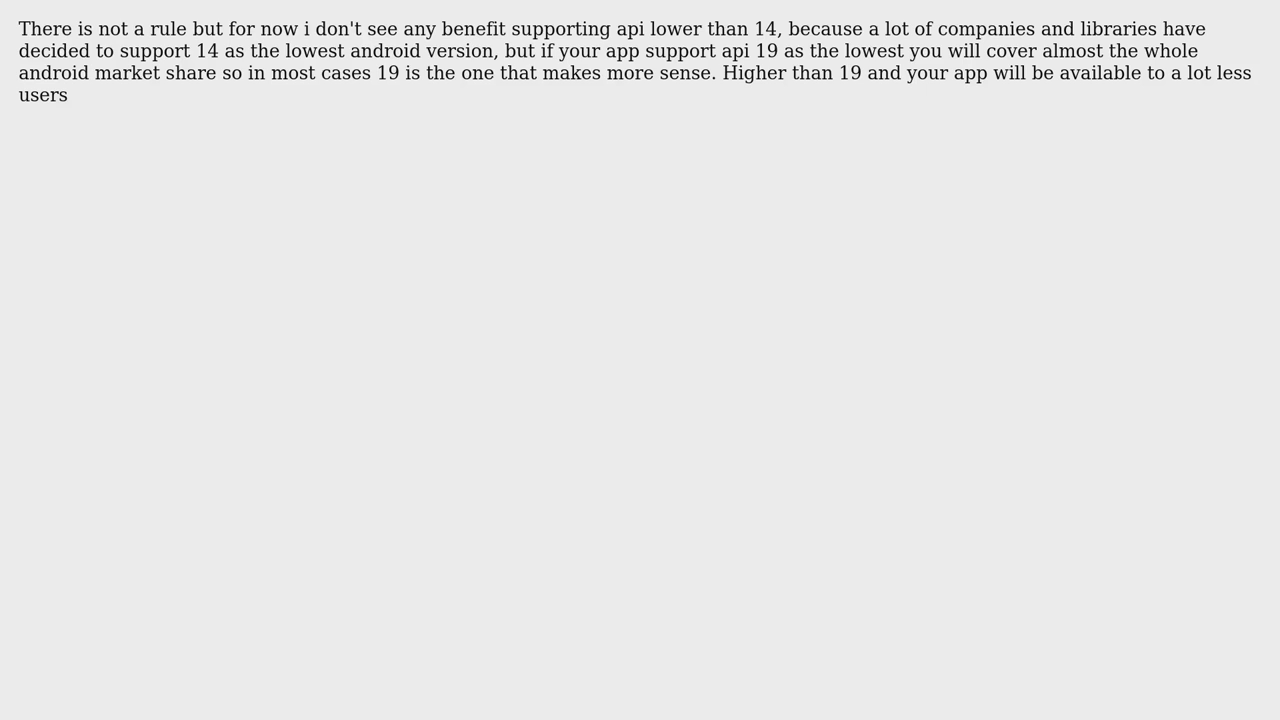 There is not a rule but for now i don't see any benefit supporting api lower than 14, because a lot of companies and libraries have
decided to support 14 as the lowest android version, but if your app support api 19 as the lowest you will cover almost the whole
android market share so in most cases 19 is the one that makes more sense. Higher than 19 and your app will be available to a lot less
users